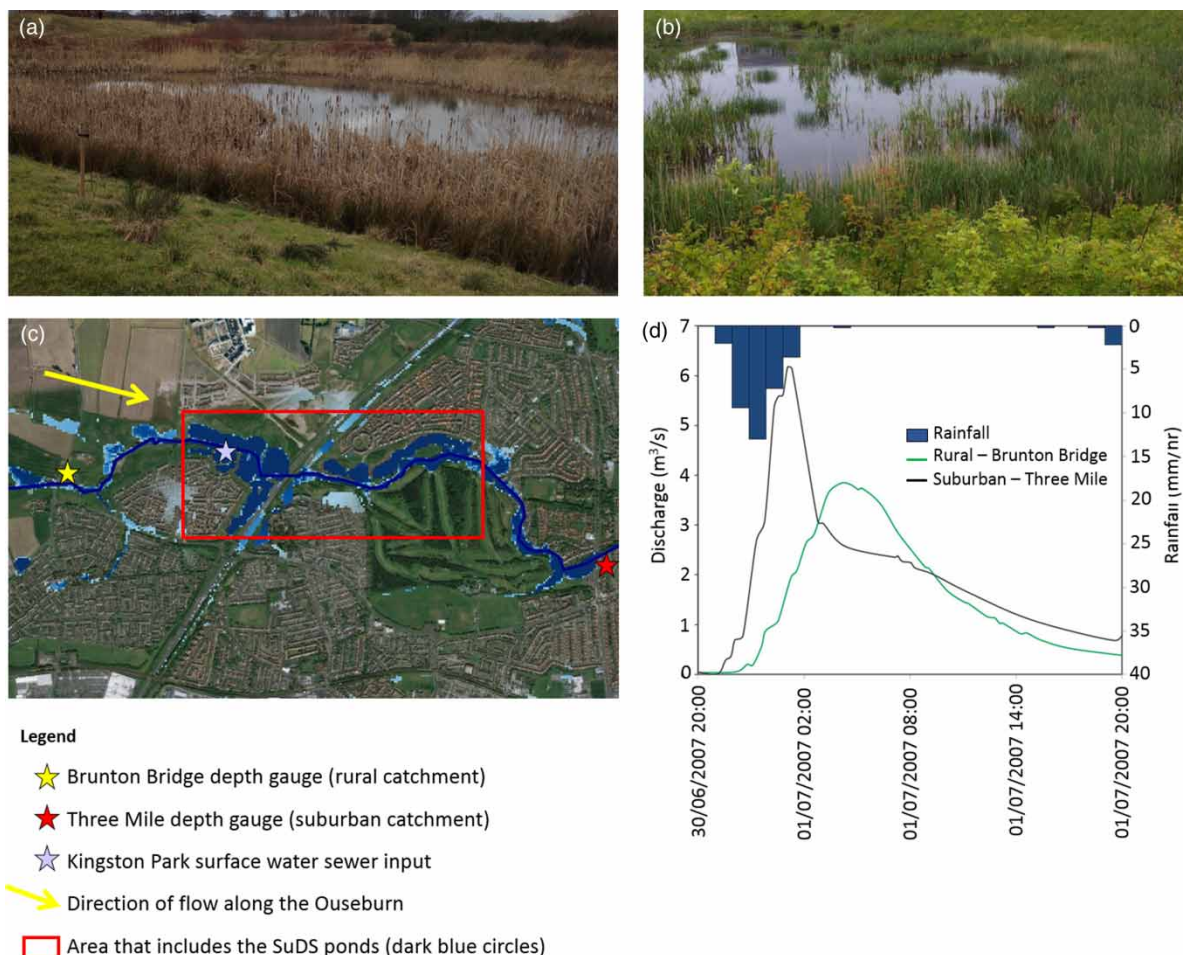 (a)
(b)
(c)
(d)
7
6
5
4
3
2
1
0
Discharge (m³/s)
0
5
10
15
20
25
30
35
40
Rainfall (mm/nr)
Rainfall
Rural – Brunton Bridge
Suburban – Three Mile
30/06/2007 20:00
01/07/2007 02:00
01/07/2007 08:00
01/07/2007 14:00
01/07/2007 20:00
Legend
Brunton Bridge depth gauge (rural catchment)
Three Mile depth gauge (suburban catchment)
Kingston Park surface water sewer input
Direction of flow along the Ouseburn
Area that includes the SuDS ponds (dark blue circles)